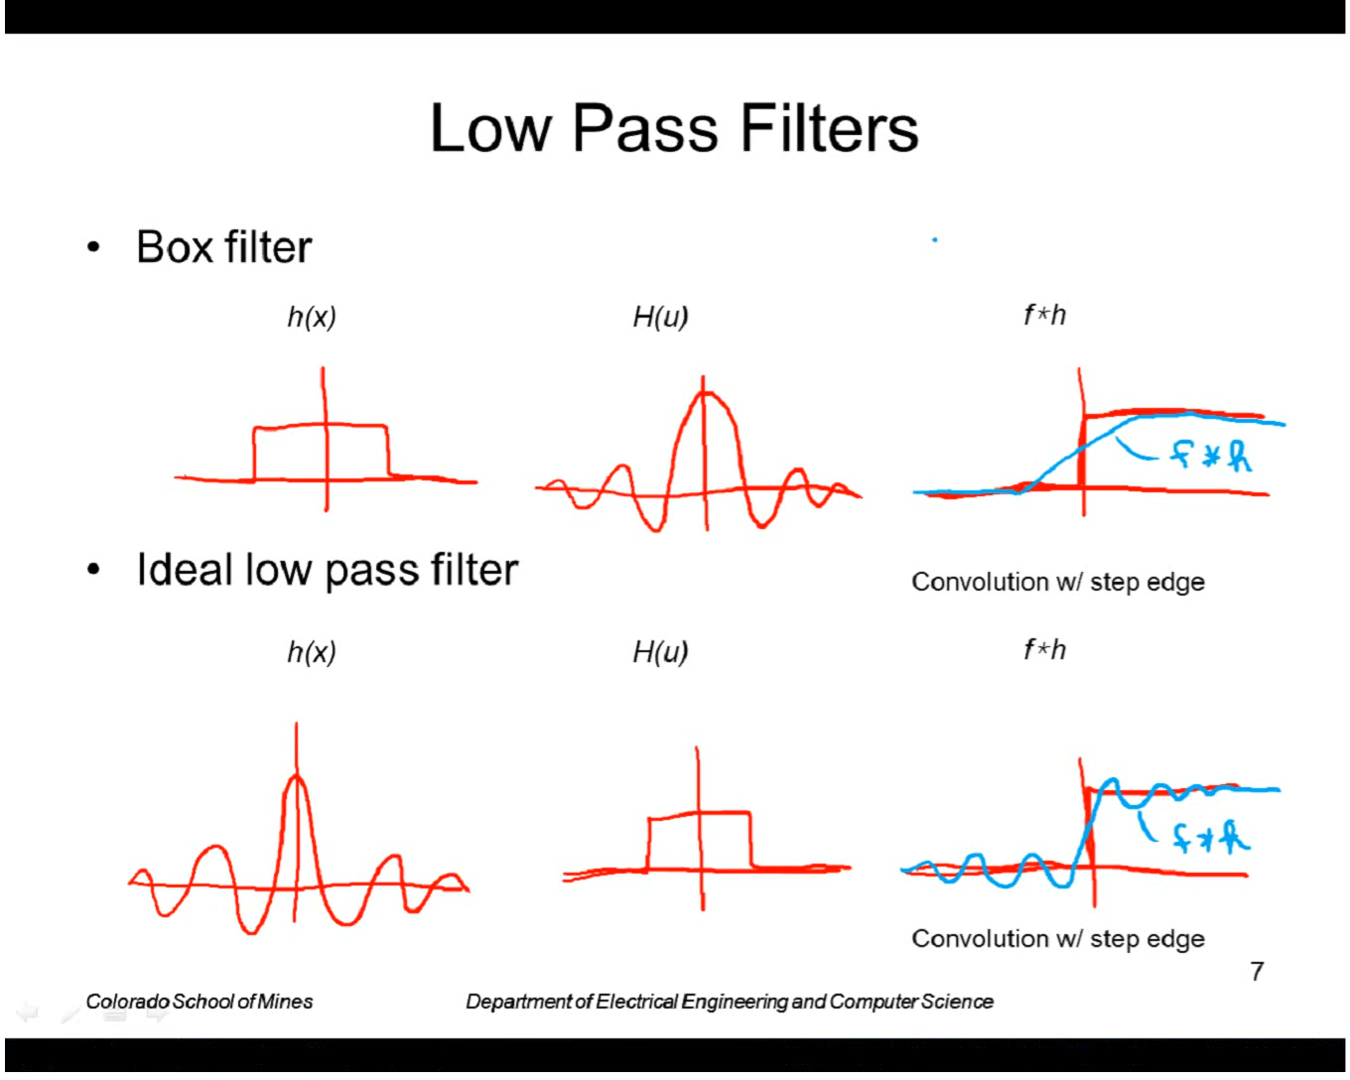 Low Pass Filters
• Box filter
h(x) H(u) f*h
f*h
Convolution w/ step edge
• Ideal low pass filter
h(x) H(u) f*h
f*h
Convolution w/ step edge
7
Colorado School of Mines Department of Electrical Engineering and Computer Science